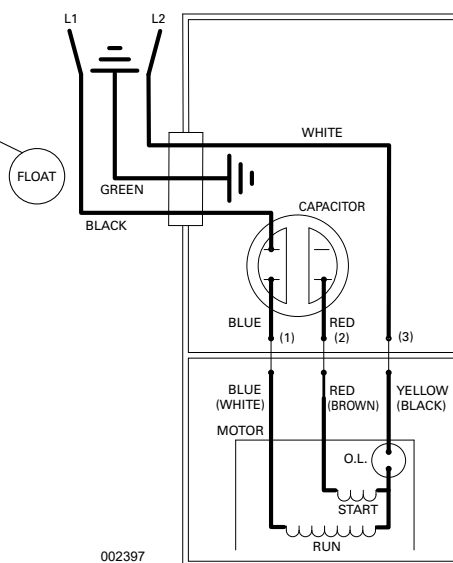 L1
L2
WHITE
FLOAT
GREEN
CAPACITOR
BLACK
BLUE
RED
(1)
(2)
(3)
BLUE
(WHITE)
RED
(BROWN)
YELLOW
(BLACK)
MOTOR
O.L.
START
RUN
002397